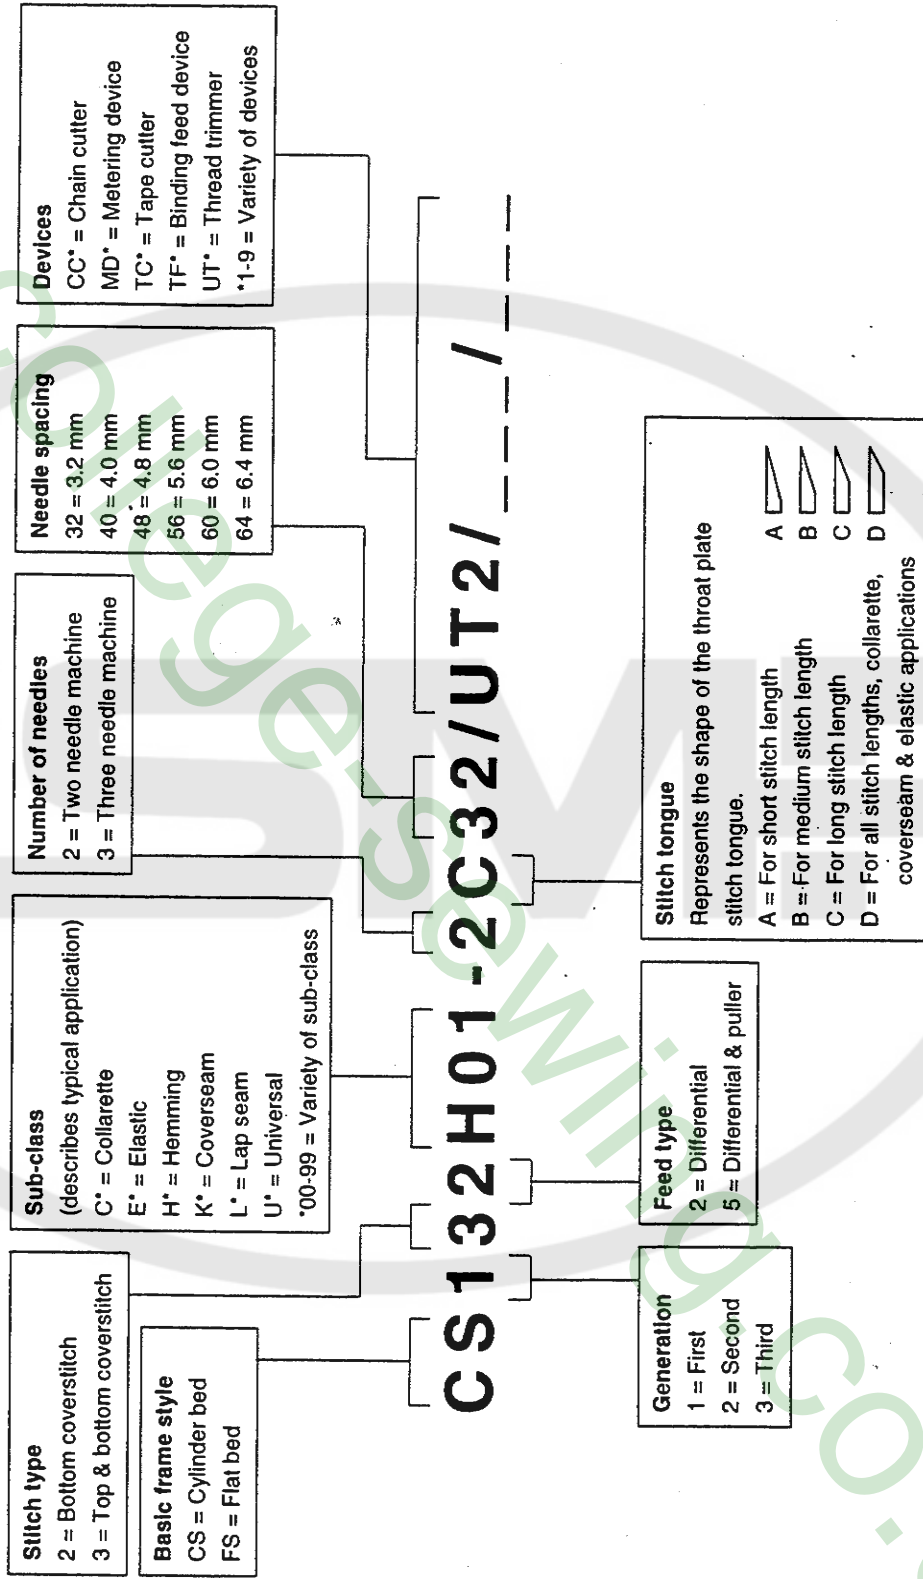 Stitch type
2 = Bottom coverstitch
3 = Top & bottom coverstitch
Basic frame style
CS = Cylinder bed
FS = Flat bed
Sub-class
(describes typical application)
C* = Collarette
E* = Elastic
H* = Hemming
K* = Coverseam
L* = Lap seam
U* = Universal
*00-99 = Variety of sub-class
Number of needles
2 = Two needle machine
3 = Three needle machine
Needle spacing
32 = 3.2 mm
40 = 4.0 mm
48 = 4.8 mm
56 = 5.6 mm
60 = 6.0 mm
64 = 6.4 mm
Devices
CC* = Chain cutter
MD* = Metering device
TC* = Tape cutter
TF* = Binding feed device
UT* = Thread trimmer
*1-9 = Variety of devices
CS132H01-2C32/UT2/_ _ _/_ _ _
Generation
1 = First
2 = Second
3 = Third
Feed type
2 = Differential
5 = Differential & puller
Stitch tongue
Represents the shape of the throat plate
stitch tongue.
A = For short stitch length
B = For medium stitch length
C = For long stitch length
D = For all stitch lengths, collarette,
coverseam & elastic applications
A
B
C
D
SMF
college-sewing.co.